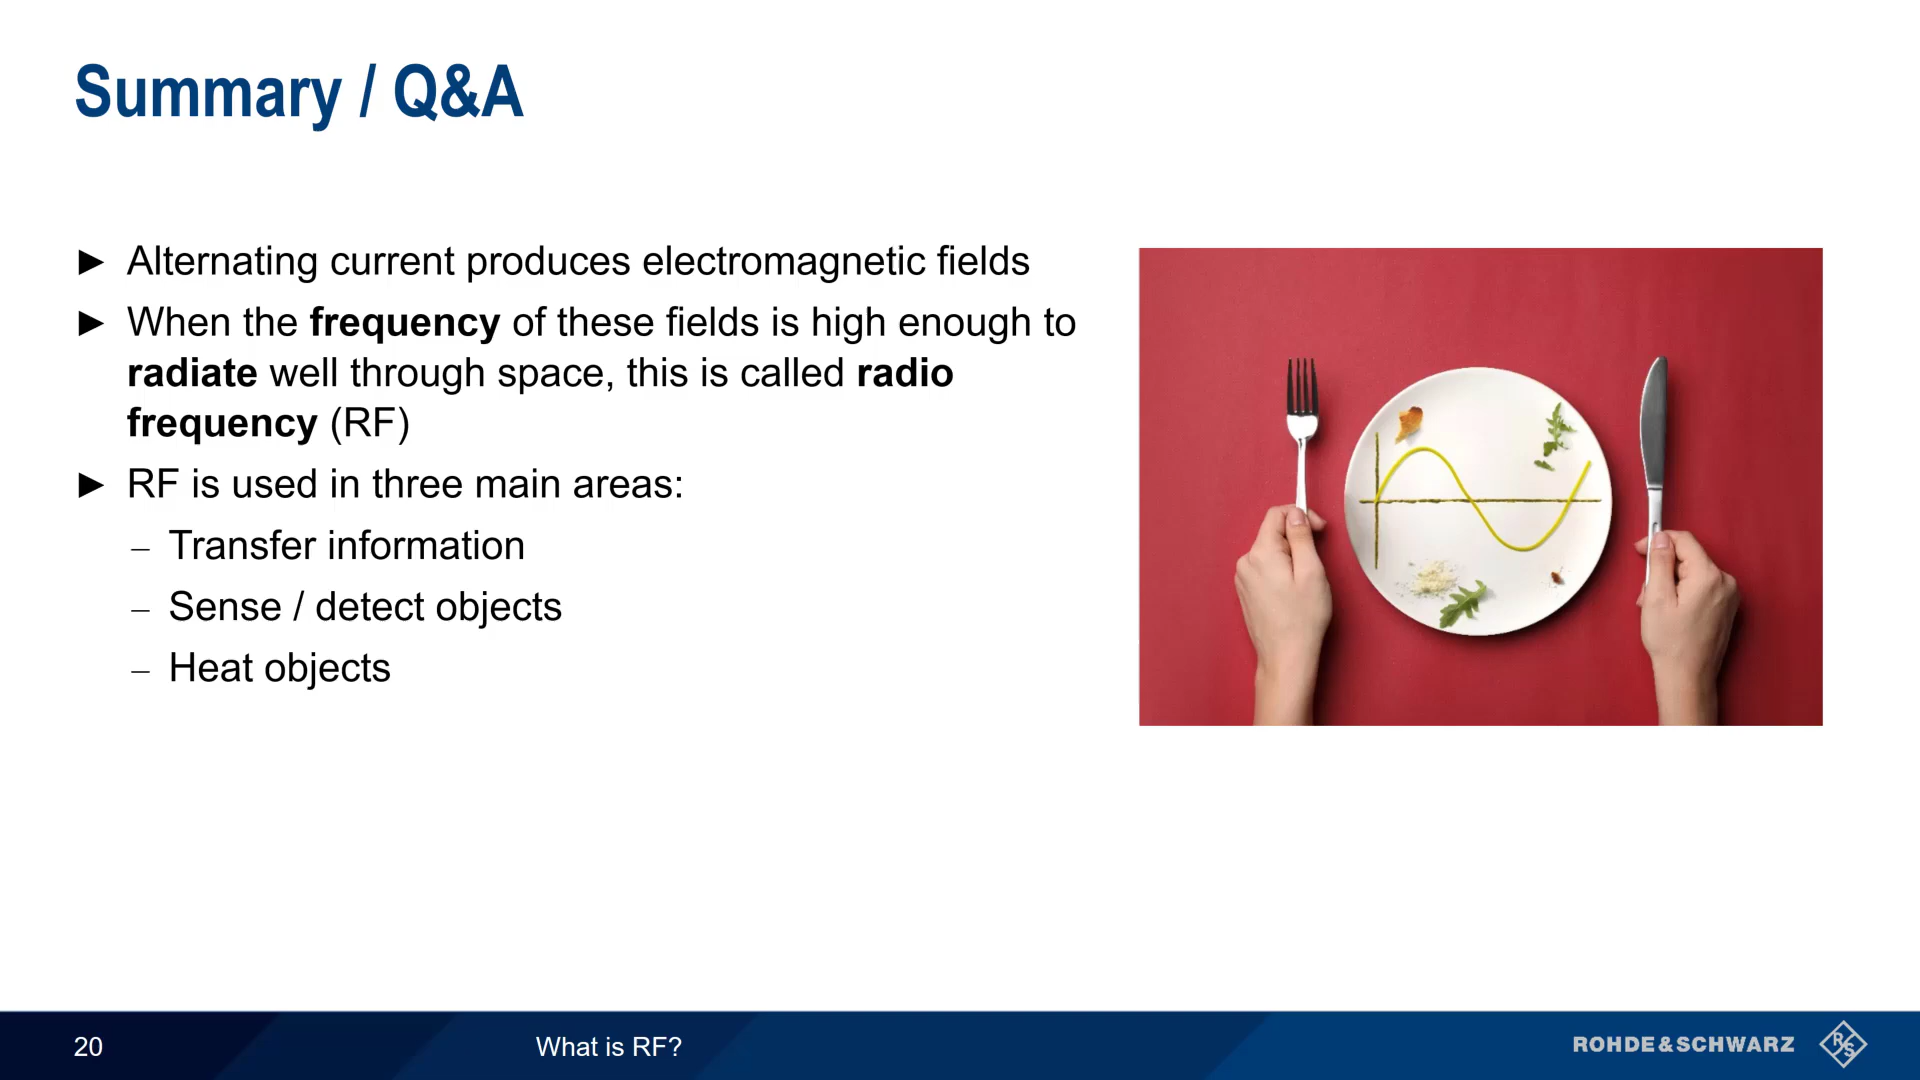 Summary / Q&A
► Alternating current produces electromagnetic fields
► When the frequency of these fields is high enough to
radiate well through space, this is called radio
frequency (RF)
► RF is used in three main areas:
– Transfer information
– Sense / detect objects
– Heat objects
20
What is RF?
ROHDE&SCHWARZ
R&S